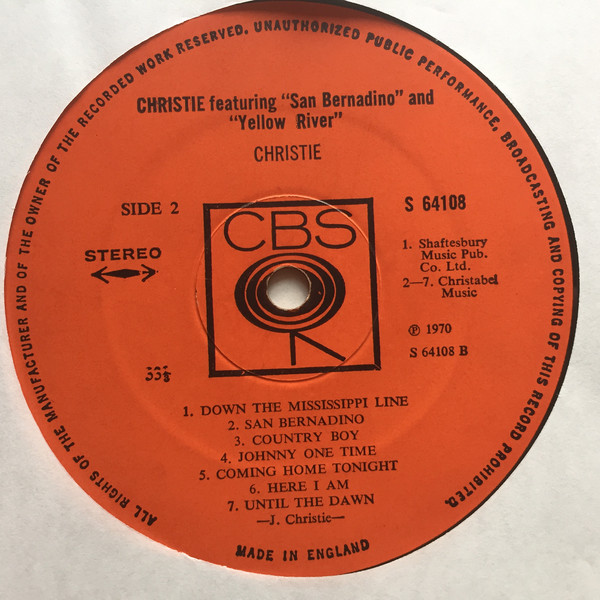 ALL RIGHTS OF THE MANUFACTURER AND OF THE OWNER OF THE RECORDED WORK RESERVED. UNAUTHORIZED PUBLIC PERFORMANCE, BROADCASTING AND COPYING OF THIS RECORD PROHIBITED.
CHRISTIE featuring "San Bernadino" and
"Yellow River"
CHRISTIE
SIDE 2
S 64108
CBS
STEREO
1. Shaftesbury
Music Pub.
Co. Ltd.
2—7. Christabel
Music
℗ 1970
S 64108 B
33⅓
1. DOWN THE MISSISSIPPI LINE
2. SAN BERNADINO
3. COUNTRY BOY
4. JOHNNY ONE TIME
5. COMING HOME TONIGHT
6. HERE I AM
7. UNTIL THE DAWN
—J. Christie—
MADE IN ENGLAND